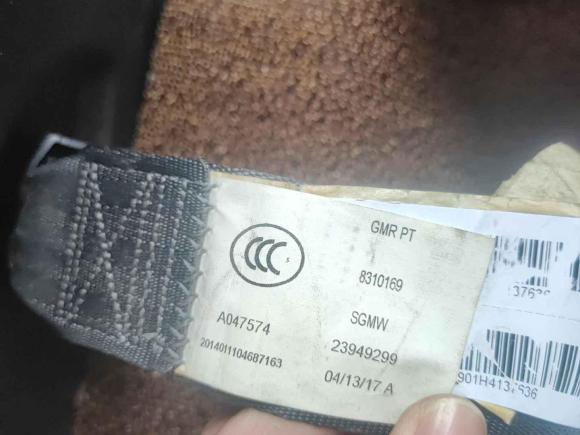 CCC S
GMR PT
8310169
A047574
SGMW
2014011104687163
23949299
04/13/17 A